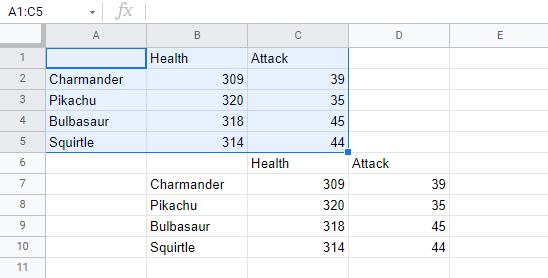 A1:C5 fx
A B C D E
1 Health Attack
2 Charmander 309 39
3 Pikachu 320 35
4 Bulbasaur 318 45
5 Squirtle 314 44
6 Health Attack
7 Charmander 309 39
8 Pikachu 320 35
9 Bulbasaur 318 45
10 Squirtle 314 44
11